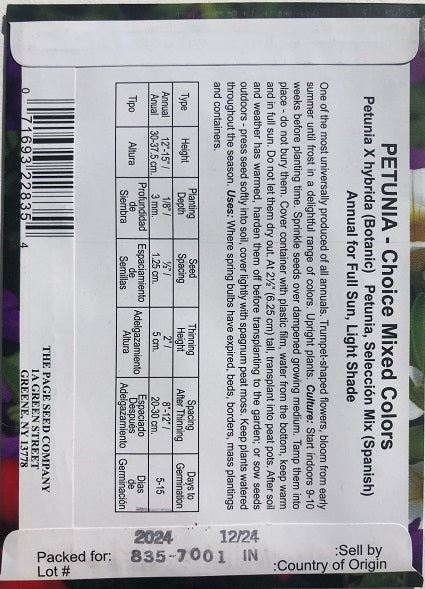 PETUNIA - Choice Mixed Colors
Petunia X hybrida (Botanic) Petunia, Selección Mix (Spanish)
Annual for Full Sun, Light Shade
One of the most universally produced of all annuals. Trumpet-shaped flowers, bloom from early
summer until frost in a delightful range of colors. Upright plants. Culture: Start indoors 9-10
weeks before planting time. Sprinkle seeds over dampened growing medium. Tamp them into
place - do not bury them. Cover container with plastic film, water from the bottom, keep warm
and in full sun. Do not let them dry out. At 2½" (6.25 cm) tall, transplant into peat pots. After soil
and weather has warmed, harden them off before transplanting to the garden; or sow seeds
outdoors - press seed softly into soil, cover lightly with spagnum peat moss. Keep plants watered
throughout the season. Uses: Where spring bulbs have expired, beds, borders, mass plantings
and containers.
Type Height Planting Depth Seed Spacing Thinning Height Spacing After Thinning Days to Germination
Annual Anual 12"-15"/ 30-37.5 cm. 1/8"/ 3 mm. ½"/ 1.25 cm. 2"/ 5 cm. 8"-12"/ 20-30 cm. 5-15
Tipo Altura Profundidad de Siembra Espaciamiento de Semillas Adelgazamiento Altura Espaciado Después Adelgazamiento Dias Germinación
0 71693 22835 4
THE PAGE SEED COMPANY
1A GREEN STREET
GREENE, NY 13778
2024 12/24 Sell by:
Packed for: 835-7001 IN Country of Origin:
Lot #